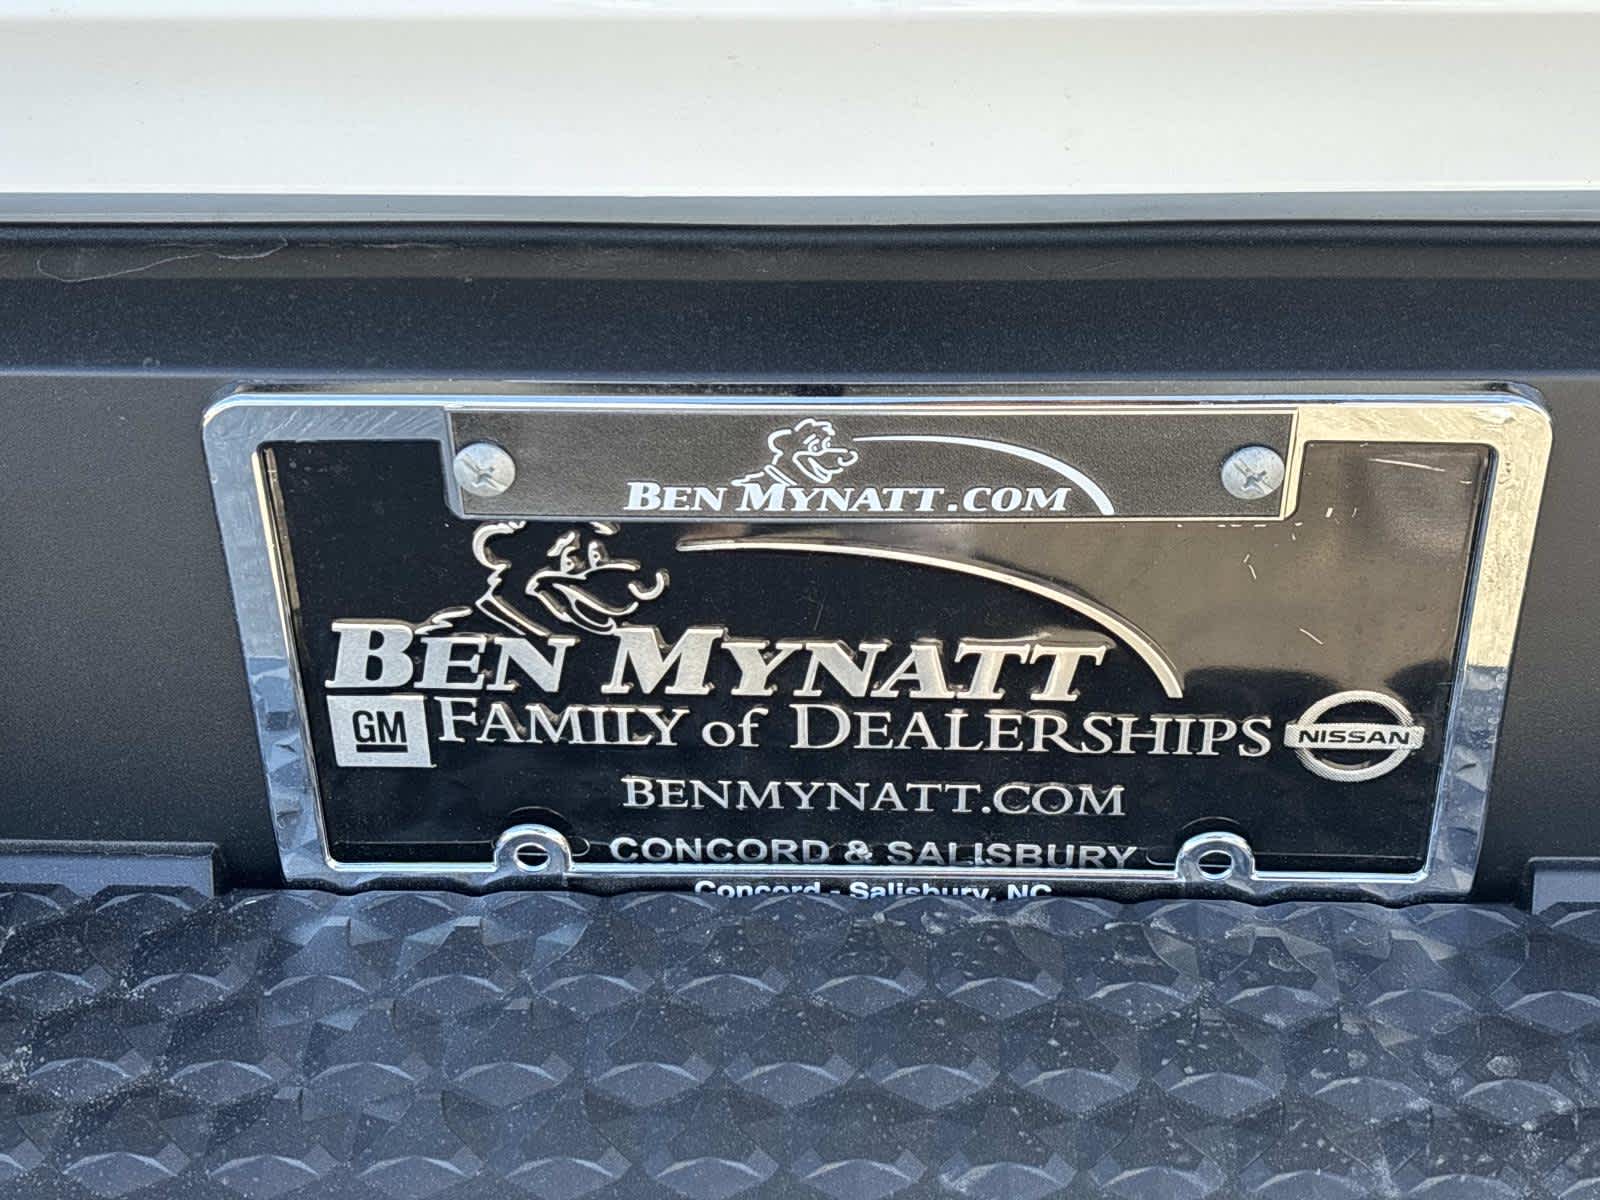 BEN MYNATT.COM
BEN MYNATT
GM FAMILY of DEALERSHIPS NISSAN
BENMYNATT.COM
CONCORD & SALISBURY
Concord - Salisbury, NC